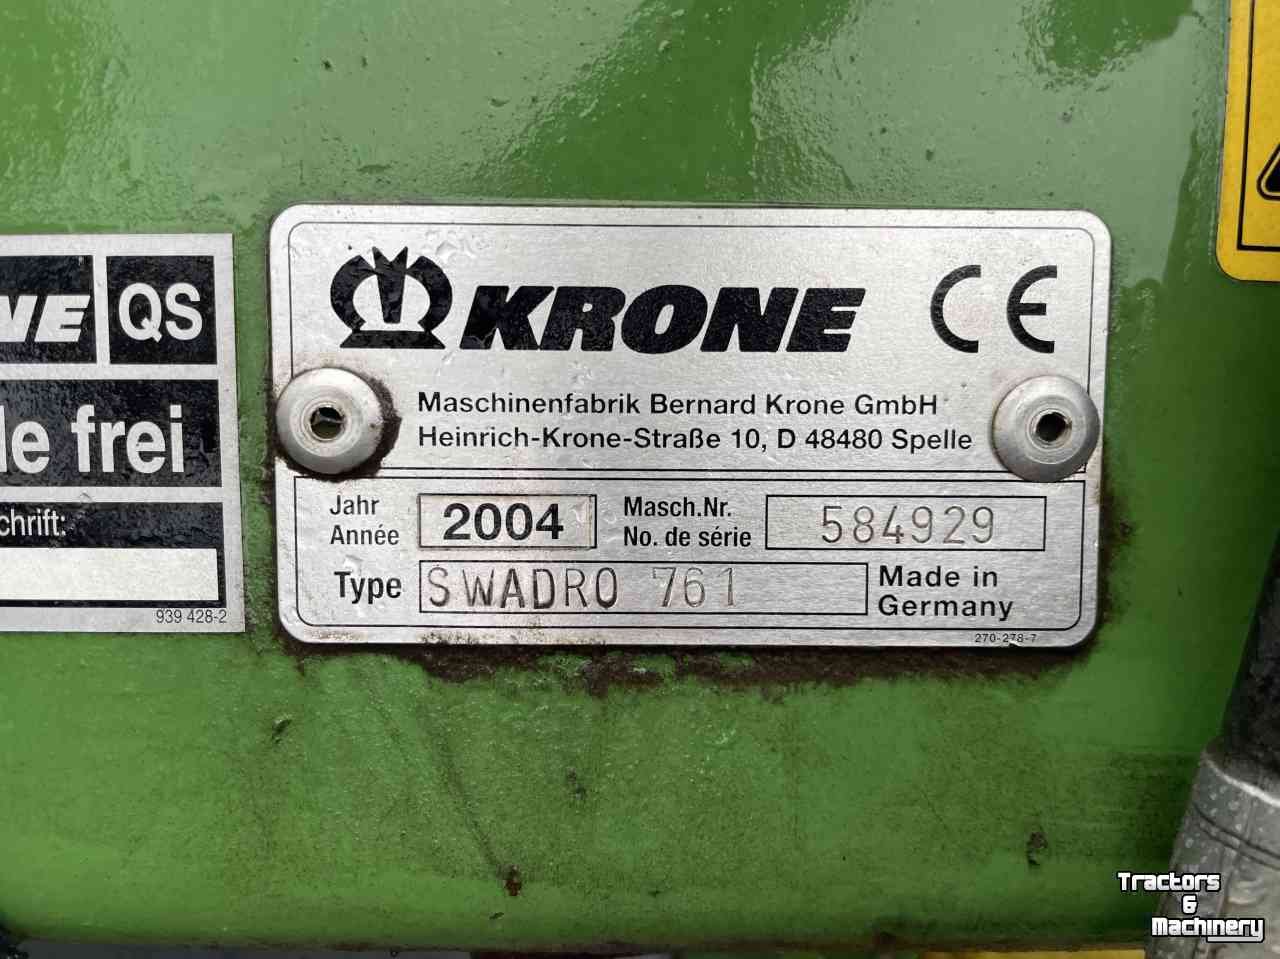 NE QS
le frei
chrift:
939 428-2
KRONE CE
Maschinenfabrik Bernard Krone GmbH
Heinrich-Krone-Straße 10, D 48480 Spelle
Jahr
Année
2004
Masch.Nr.
No. de série
584929
Type
SWADRO 761
Made in
Germany
270-278-7
Tractors
&
Machinery